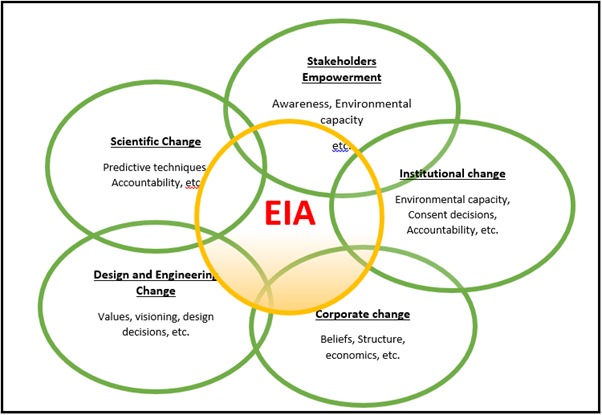 Stakeholders
Empowerment
Awareness, Environmental
capacity
etc.
Scientific Change
Predictive techniques
Accountability, etc
EIA
Institutional change
Environmental capacity,
Consent decisions,
Accountability, etc.
Design and Engineering
Change
Values, visioning, design
decisions, etc.
Corporate change
Beliefs, Structure,
economics, etc.